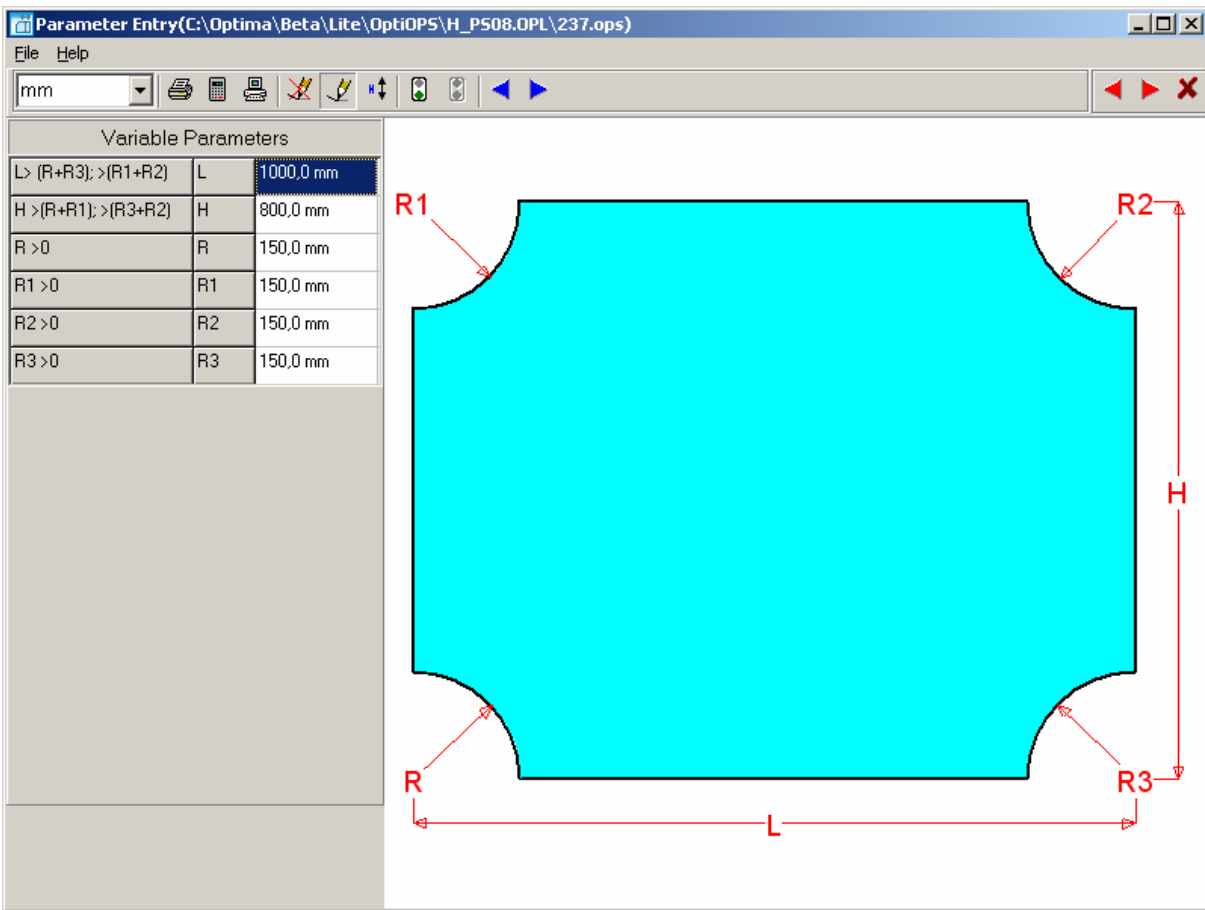 Parameter Entry(C:\Optima\Beta\Lite\OptiOPS\H_PS08.OPL\237.ops)
File Help
mm
Variable Parameters
L> (R+R3); >(R1+R2) L 1000,0 mm
H >(R+R1); >(R3+R2) H 800,0 mm
R >0 R 150,0 mm
R1 >0 R1 150,0 mm
R2 >0 R2 150,0 mm
R3 >0 R3 150,0 mm
R1 R2
H
R R3
L